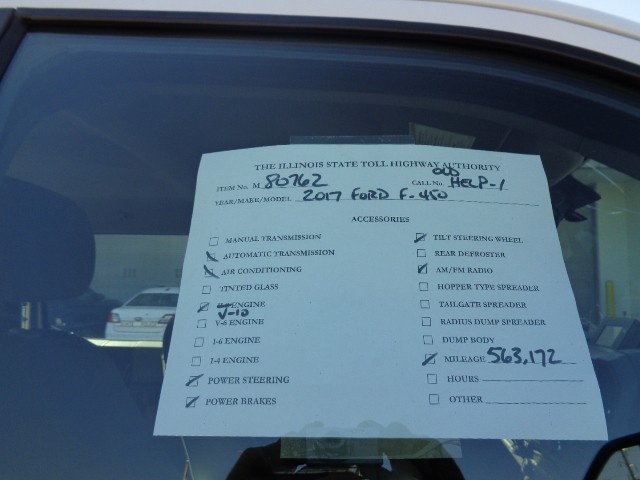 THE ILLINOIS STATE TOLL HIGHWAY AUTHORITY
ITEM No. M 80762 CALL No. OLD HELP-1
YEAR/MAKE/MODEL 2017 FORD F-450
ACCESSORIES
MANUAL TRANSMISSION
AUTOMATIC TRANSMISSION
AIR CONDITIONING
TINTED GLASS
ENGINE
V-10
V-6 ENGINE
I-6 ENGINE
I-4 ENGINE
POWER STEERING
POWER BRAKES
TILT STEERING WHEEL
REAR DEFROSTER
AM/FM RADIO
HOPPER TYPE SPREADER
TAILGATE SPREADER
RADIUS DUMP SPREADER
DUMP BODY
MILEAGE 563,172
HOURS
OTHER